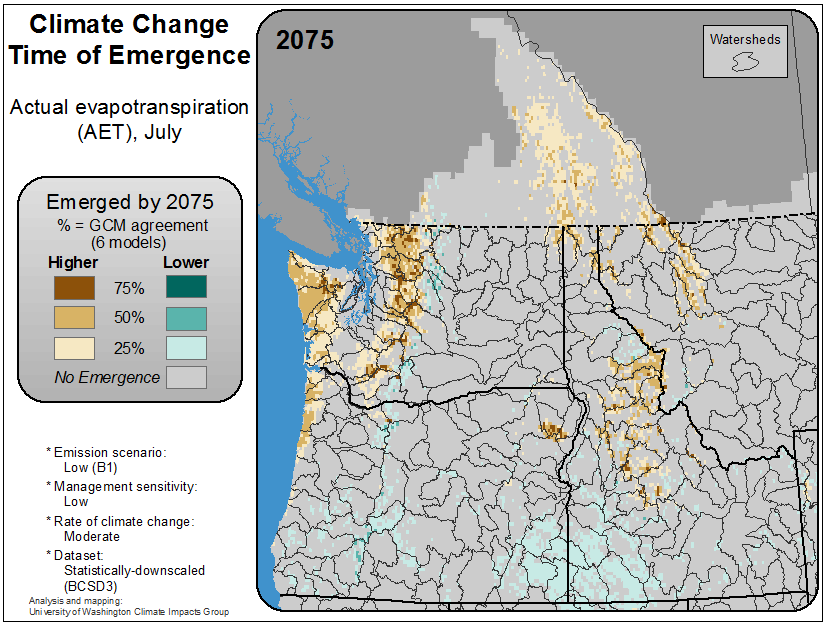 Climate Change
Time of Emergence
Actual evapotranspiration
(AET), July
Emerged by 2075
% = GCM agreement
(6 models)
Higher Lower
75%
50%
25%
No Emergence
* Emission scenario:
Low (B1)
* Management sensitivity:
Low
* Rate of climate change:
Moderate
* Dataset:
Statistically-downscaled
(BCSD3)
Analysis and mapping:
University of Washington Climate Impacts Group
2075
Watersheds